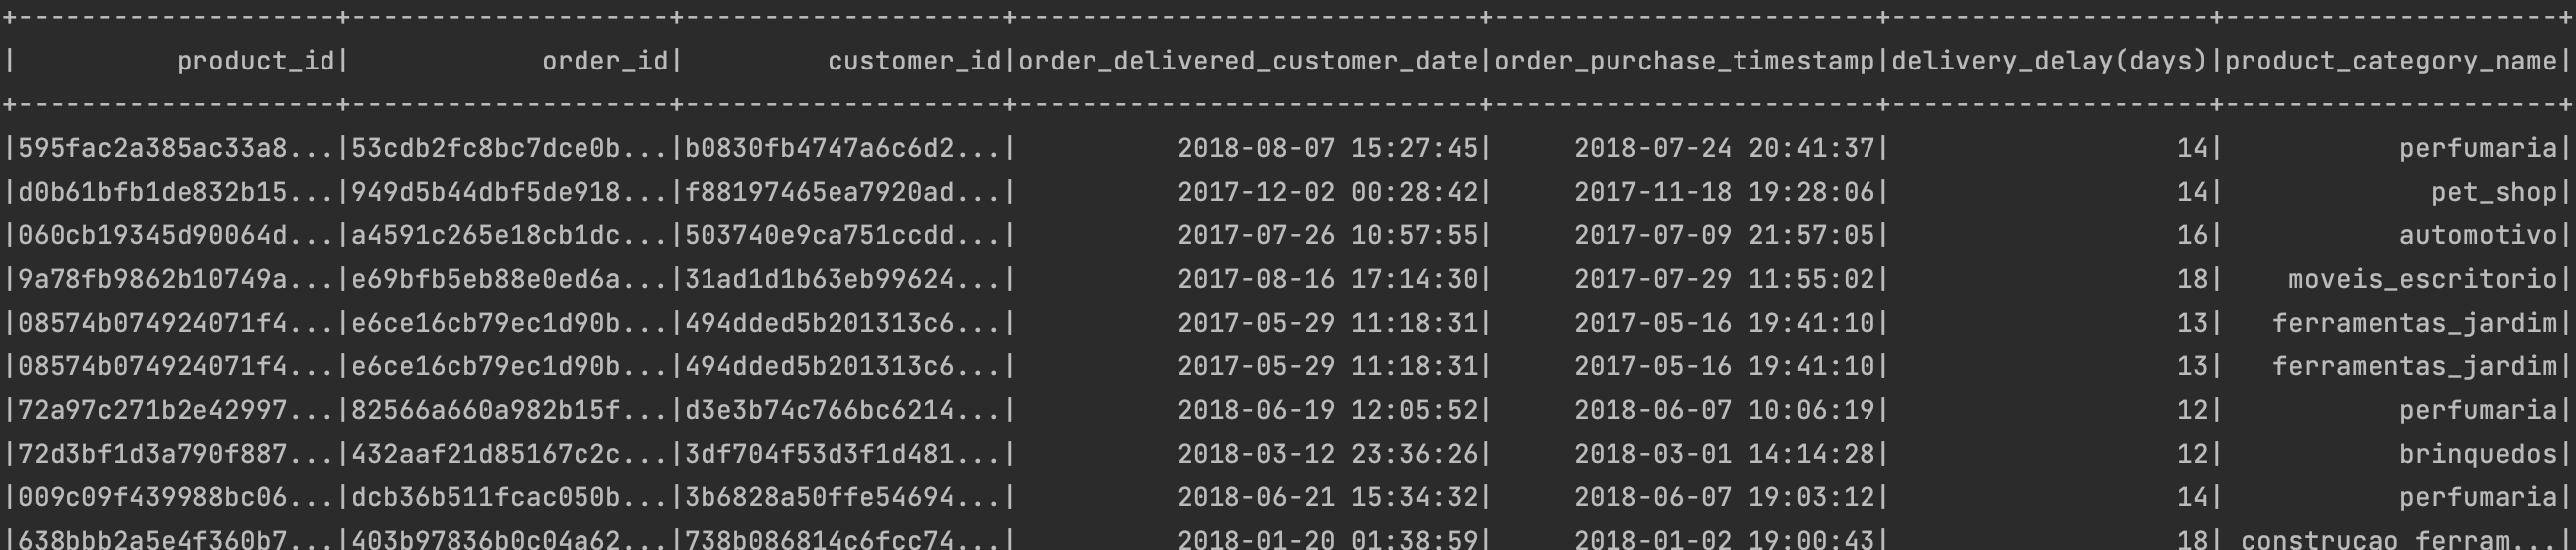 +--------------------+--------------------+--------------------+-----------------------------+------------------------+--------------------+---------------------+
|          product_id|            order_id|         customer_id|order_delivered_customer_date|order_purchase_timestamp|delivery_delay(days)|product_category_name|
+--------------------+--------------------+--------------------+-----------------------------+------------------------+--------------------+---------------------+
|595fac2a385ac33a8...|53cdb2fc8bc7dce0b...|b0830fb4747a6c6d2...|          2018-08-07 15:27:45|     2018-07-24 20:41:37|                  14|           perfumaria|
|d0b61bfb1de832b15...|949d5b44dbf5de918...|f88197465ea7920ad...|          2017-12-02 00:28:42|     2017-11-18 19:28:06|                  14|             pet_shop|
|060cb19345d90064d...|a4591c265e18cb1dc...|503740e9ca751ccdd...|          2017-07-26 10:57:55|     2017-07-09 21:57:05|                  16|           automotivo|
|9a78fb9862b10749a...|e69bfb5eb88e0ed6a...|31ad1d1b63eb99624...|          2017-08-16 17:14:30|     2017-07-29 11:55:02|                  18|    moveis_escritorio|
|08574b074924071f4...|e6ce16cb79ec1d90b...|494dded5b201313c6...|          2017-05-29 11:18:31|     2017-05-16 19:41:10|                  13|   ferramentas_jardim|
|08574b074924071f4...|e6ce16cb79ec1d90b...|494dded5b201313c6...|          2017-05-29 11:18:31|     2017-05-16 19:41:10|                  13|   ferramentas_jardim|
|72a97c271b2e42997...|82566a660a982b15f...|d3e3b74c766bc6214...|          2018-06-19 12:05:52|     2018-06-07 10:06:19|                  12|           perfumaria|
|72d3bf1d3a790f887...|432aaf21d85167c2c...|3df704f53d3f1d481...|          2018-03-12 23:36:26|     2018-03-01 14:14:28|                  12|           brinquedos|
|009c09f439988bc06...|dcb36b511fcac050b...|3b6828a50ffe54694...|          2018-06-21 15:34:32|     2018-06-07 19:03:12|                  14|           perfumaria|
|638bbb2a5e4f360b7...|403b97836b0c04a62...|738b086814c6fcc74...|          2018-01-20 01:38:59|     2018-01-02 19:00:43|                  18| construcao_ferram...|